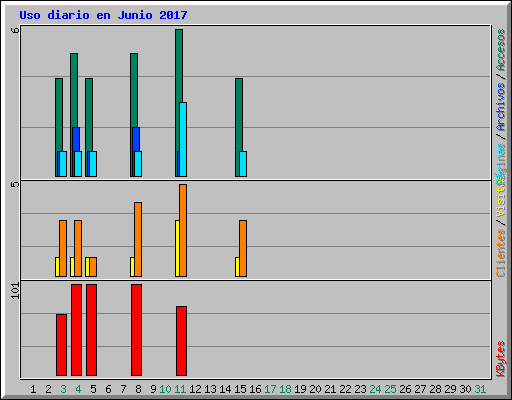 Uso diario en Junio 2017
6
5
101
Accesos / Archivos / Páginas
Visitas / Clientes
KBytes
1 2 3 4 5 6 7 8 9 10 11 12 13 14 15 16 17 18 19 20 21 22 23 24 25 26 27 28 29 30 31